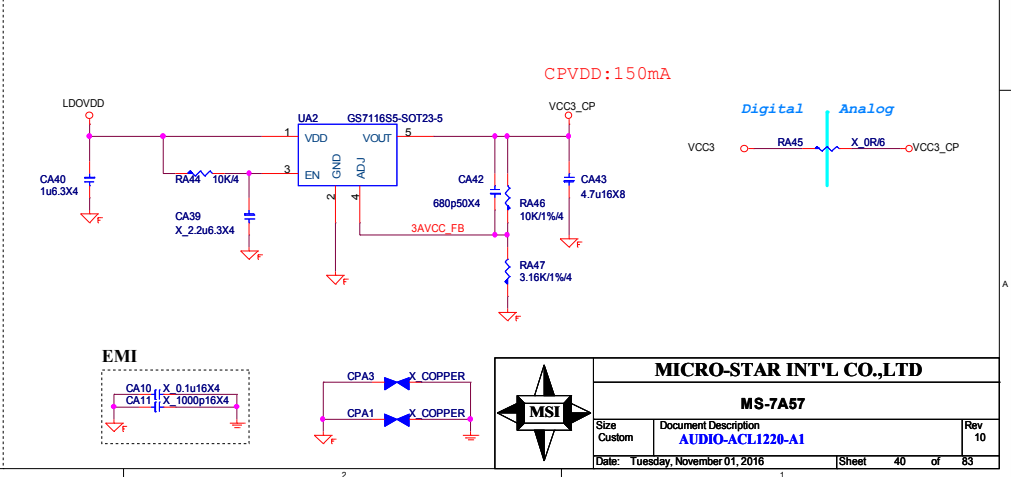 CPVDD:150mA
LDOVDD
UA2
GS7116S5-SOT23-5
VCC3_CP
Digital
Analog
1
VDD
VOUT
5
VCC3
RA45
X_0R/6
VCC3_CP
3
EN
GND
ADJ
2
4
CA40
1u6.3X4
RA44
10K/4
CA39
X_2.2u6.3X4
CA42
680p50X4
RA46
10K/1%/4
CA43
4.7u16X8
3AVCC_FB
RA47
3.16K/1%/4
F
F
F
F
F
A
EMI
CA10
X_0.1u16X4
CA11
X_1000p16X4
F
CPA3
X_COPPER
CPA1
X_COPPER
F
MSI
MICRO-STAR INT'L CO.,LTD
MS-7A57
Size
Custom
Document Description
AUDIO-ACL1220-A1
Rev
10
Date: Tuesday, November 01, 2016
Sheet 40 of 83
2
1